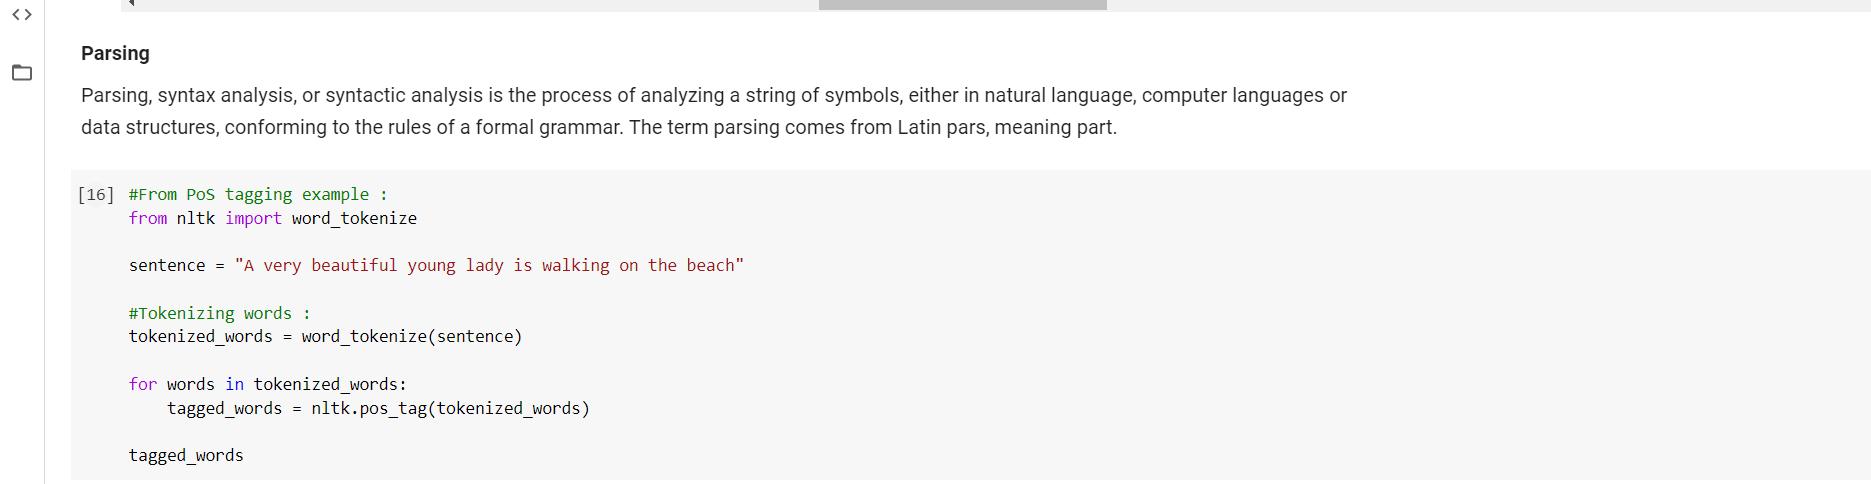 Parsing
Parsing, syntax analysis, or syntactic analysis is the process of analyzing a string of symbols, either in natural language, computer languages or
data structures, conforming to the rules of a formal grammar. The term parsing comes from Latin pars, meaning part.
[16] #From PoS tagging example :
from nltk import word_tokenize
sentence = "A very beautiful young lady is walking on the beach"
#Tokenizing words :
tokenized_words = word_tokenize(sentence)
for words in tokenized_words:
    tagged_words = nltk.pos_tag(tokenized_words)
tagged_words